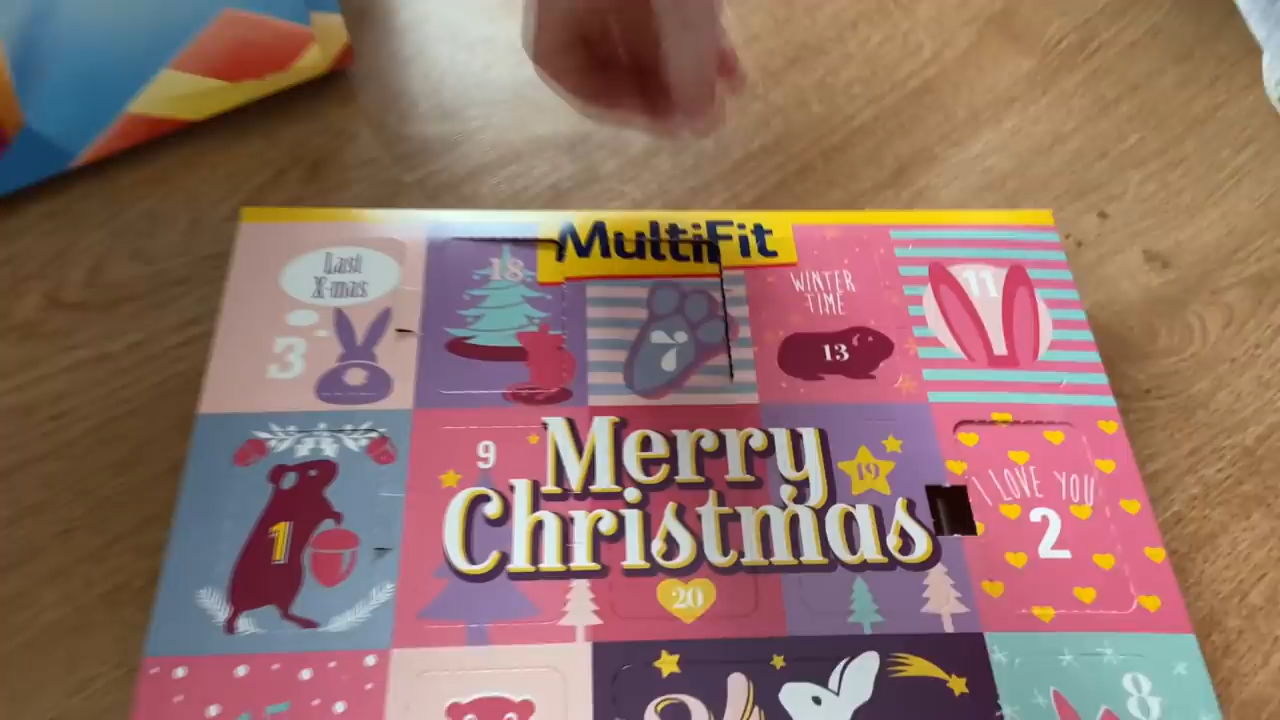 MultiFit
Last
X-mas
18
WINTER
TIME
11
3
7
13
Merry
Christmas
9
19
I LOVE YOU
2
1
20
8